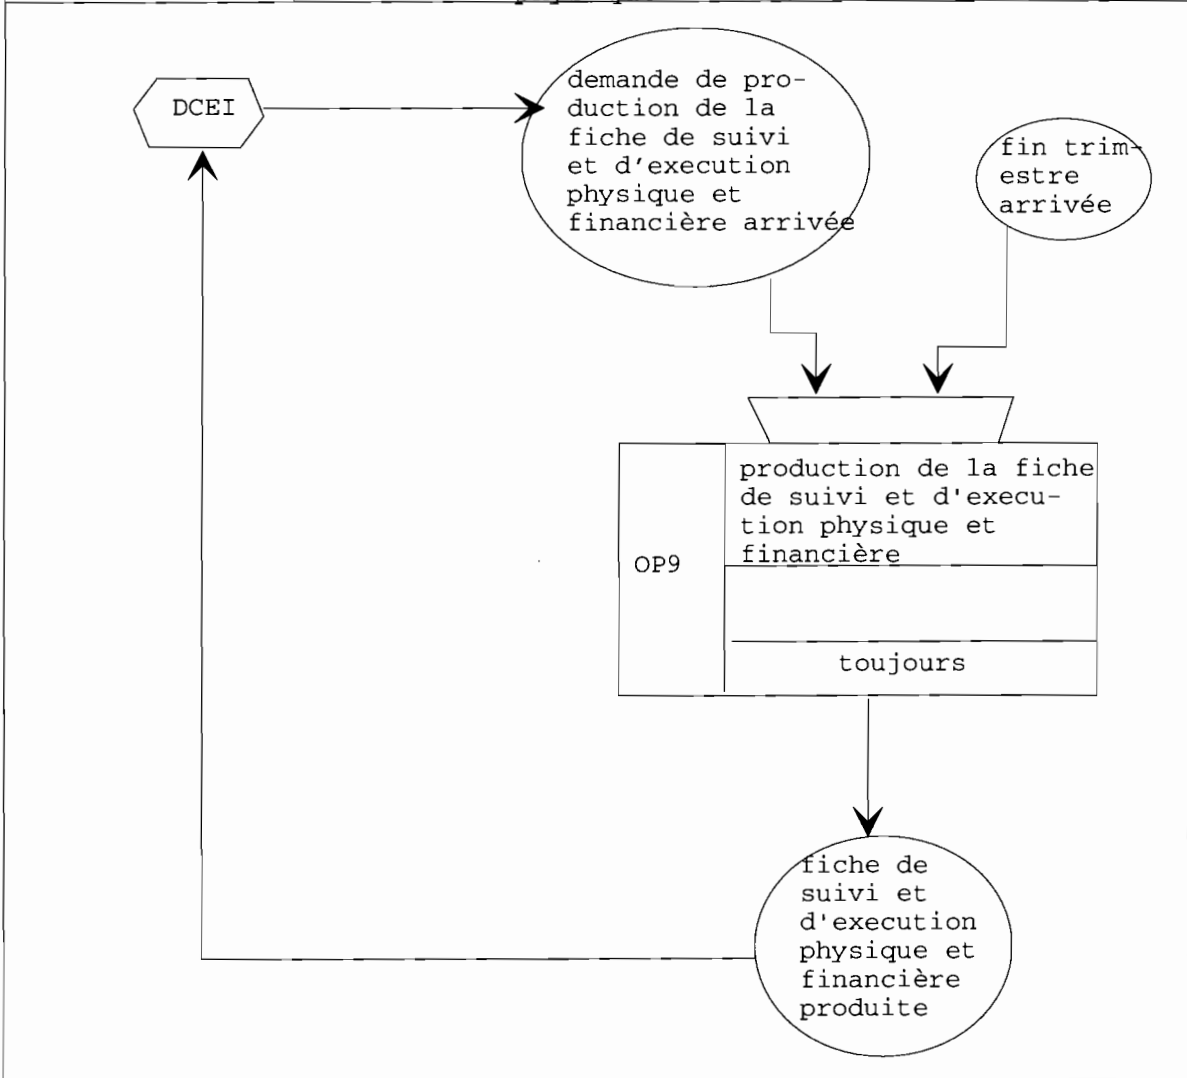 DCEI
demande de pro-
duction de la
fiche de suivi
et d'execution
physique et
financière arrivée
fin trim-
estre
arrivée
production de la fiche
de suivi et d'execu-
tion physique et
financière
OP9
toujours
fiche de
suivi et
d'execution
physique et
financière
produite